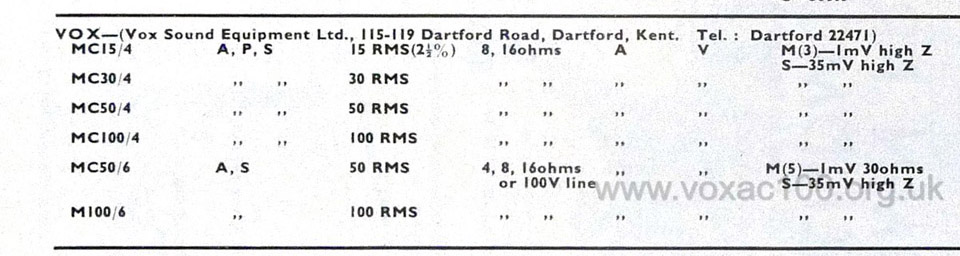 VOX—(Vox Sound Equipment Ltd., 115-119 Dartford Road, Dartford, Kent. Tel. : Dartford 22471)
MC15/4 A, P, S 15 RMS(2½%) 8, 16ohms A V M(3)—1mV high Z
S—35mV high Z
MC30/4 ,, ,, 30 RMS ,, ,, ,, ,, ,, ,,
MC50/4 ,, ,, 50 RMS ,, ,, ,, ,, ,, ,,
MC100/4 ,, ,, 100 RMS ,, ,, ,, ,, ,, ,,
MC50/6 A, S 50 RMS 4, 8, 16ohms ,, ,, M(5)—1mV 30ohms
or 100V line S—35mV high Z
www.voxac100.org.uk
M100/6 ,, 100 RMS ,, ,, ,, ,, ,, ,,